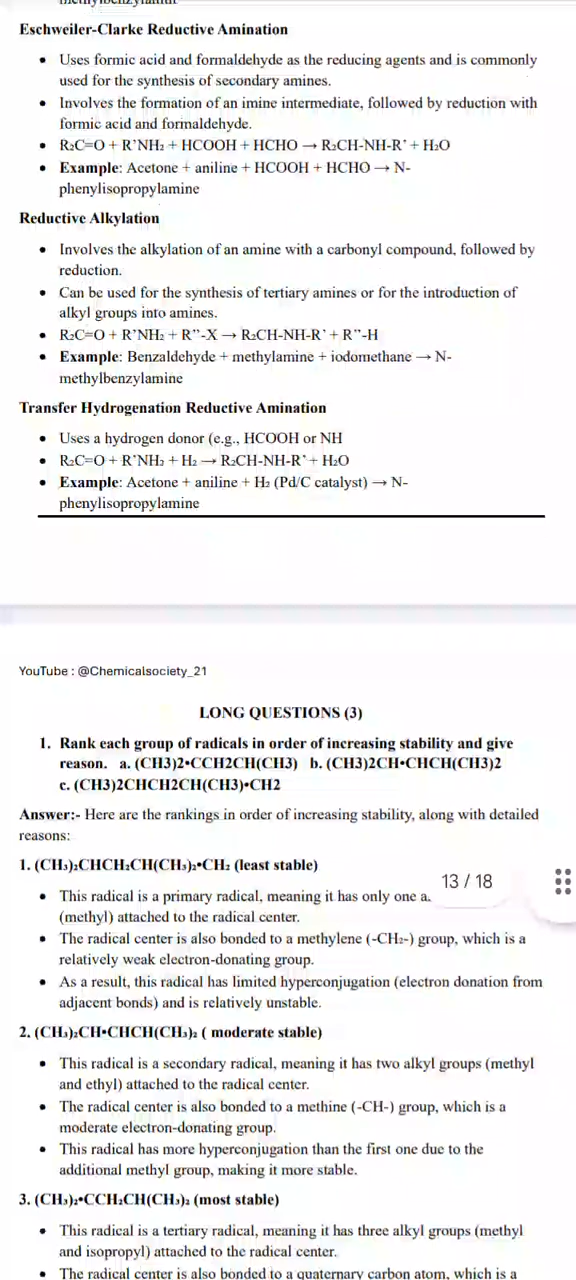 Eschweiler-Clarke Reductive Amination
• Uses formic acid and formaldehyde as the reducing agents and is commonly
used for the synthesis of secondary amines.
• Involves the formation of an imine intermediate, followed by reduction with
formic acid and formaldehyde.
• R₂C=O + R'NH₂ + HCOOH + HCHO → R₂CH-NH-R' + H₂O
• Example: Acetone + aniline + HCOOH + HCHO → N-
phenylisopropylamine
Reductive Alkylation
• Involves the alkylation of an amine with a carbonyl compound, followed by
reduction.
• Can be used for the synthesis of tertiary amines or for the introduction of
alkyl groups into amines.
• R₂C=O + R'NH₂ + R''-X → R₂CH-NH-R' + R''-H
• Example: Benzaldehyde + methylamine + iodomethane → N-
methylbenzylamine
Transfer Hydrogenation Reductive Amination
• Uses a hydrogen donor (e.g., HCOOH or NH
• R₂C=O + R'NH₂ + H₂ → R₂CH-NH-R' + H₂O
• Example: Acetone + aniline + H₂ (Pd/C catalyst) → N-
phenylisopropylamine
YouTube : @Chemicalsociety_21
LONG QUESTIONS (3)
1. Rank each group of radicals in order of increasing stability and give
reason. a. (CH3)2•CCH2CH(CH3) b. (CH3)2CH•CHCH(CH3)2
c. (CH3)2CHCH2CH(CH3)•CH2
Answer:- Here are the rankings in order of increasing stability, along with detailed
reasons:
1. (CH₃)₂CHCH₂CH(CH₃)₂•CH₂ (least stable)
13 / 18
• This radical is a primary radical, meaning it has only one a
(methyl) attached to the radical center.
• The radical center is also bonded to a methylene (-CH₂-) group, which is a
relatively weak electron-donating group.
• As a result, this radical has limited hyperconjugation (electron donation from
adjacent bonds) and is relatively unstable.
2. (CH₃)₂CH•CHCH(CH₃)₂ ( moderate stable)
• This radical is a secondary radical, meaning it has two alkyl groups (methyl
and ethyl) attached to the radical center.
• The radical center is also bonded to a methine (-CH-) group, which is a
moderate electron-donating group.
• This radical has more hyperconjugation than the first one due to the
additional methyl group, making it more stable.
3. (CH₃)₂•CCH₂CH(CH₃)₂ (most stable)
• This radical is a tertiary radical, meaning it has three alkyl groups (methyl
and isopropyl) attached to the radical center.
• The radical center is also bonded to a quaternary carbon atom, which is a